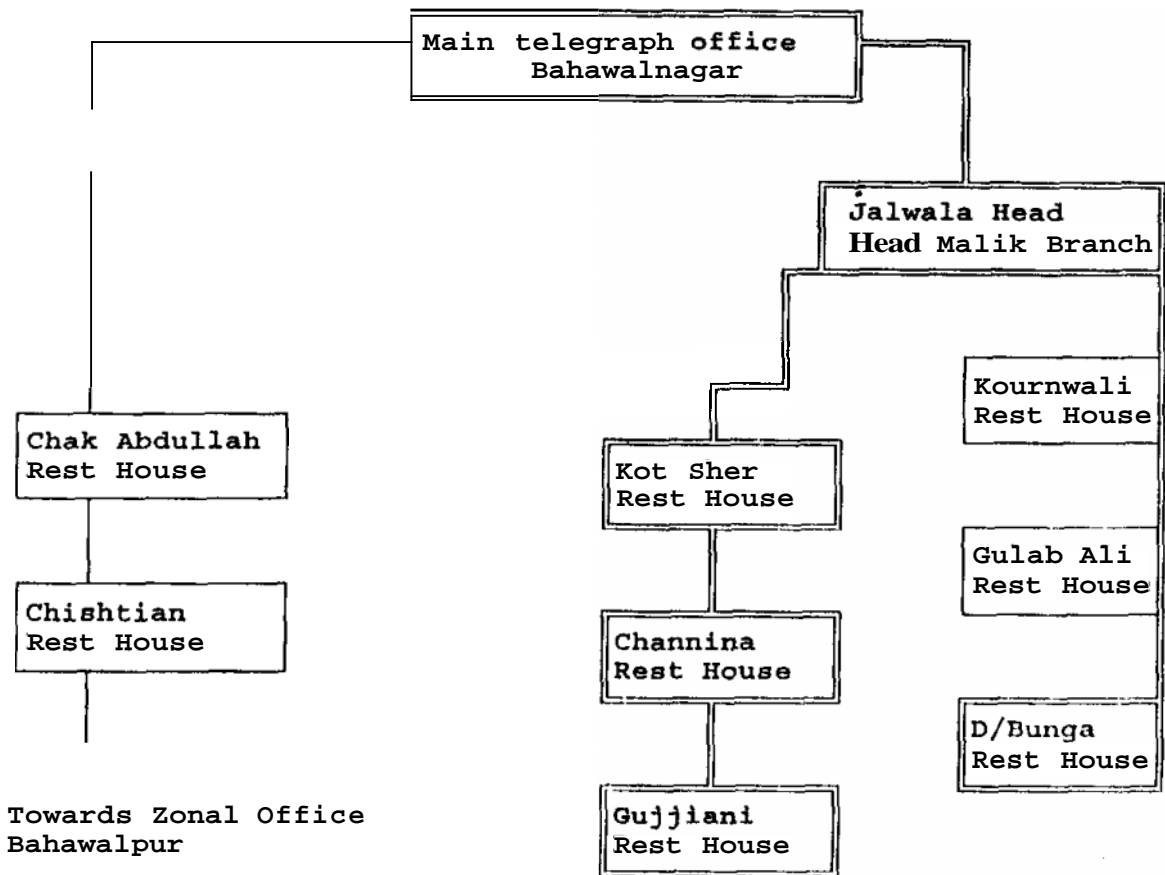 Main telegraph office
Bahawalnagar
Jalwala Head
Head Malik Branch
Kournwali
Rest House
Chak Abdullah
Rest House
Kot Sher
Rest House
Gulab Ali
Rest House
Chishtian
Rest House
Channina
Rest House
D/Bunga
Rest House
Towards Zonal Office
Bahawalpur
Gujjiani
Rest House